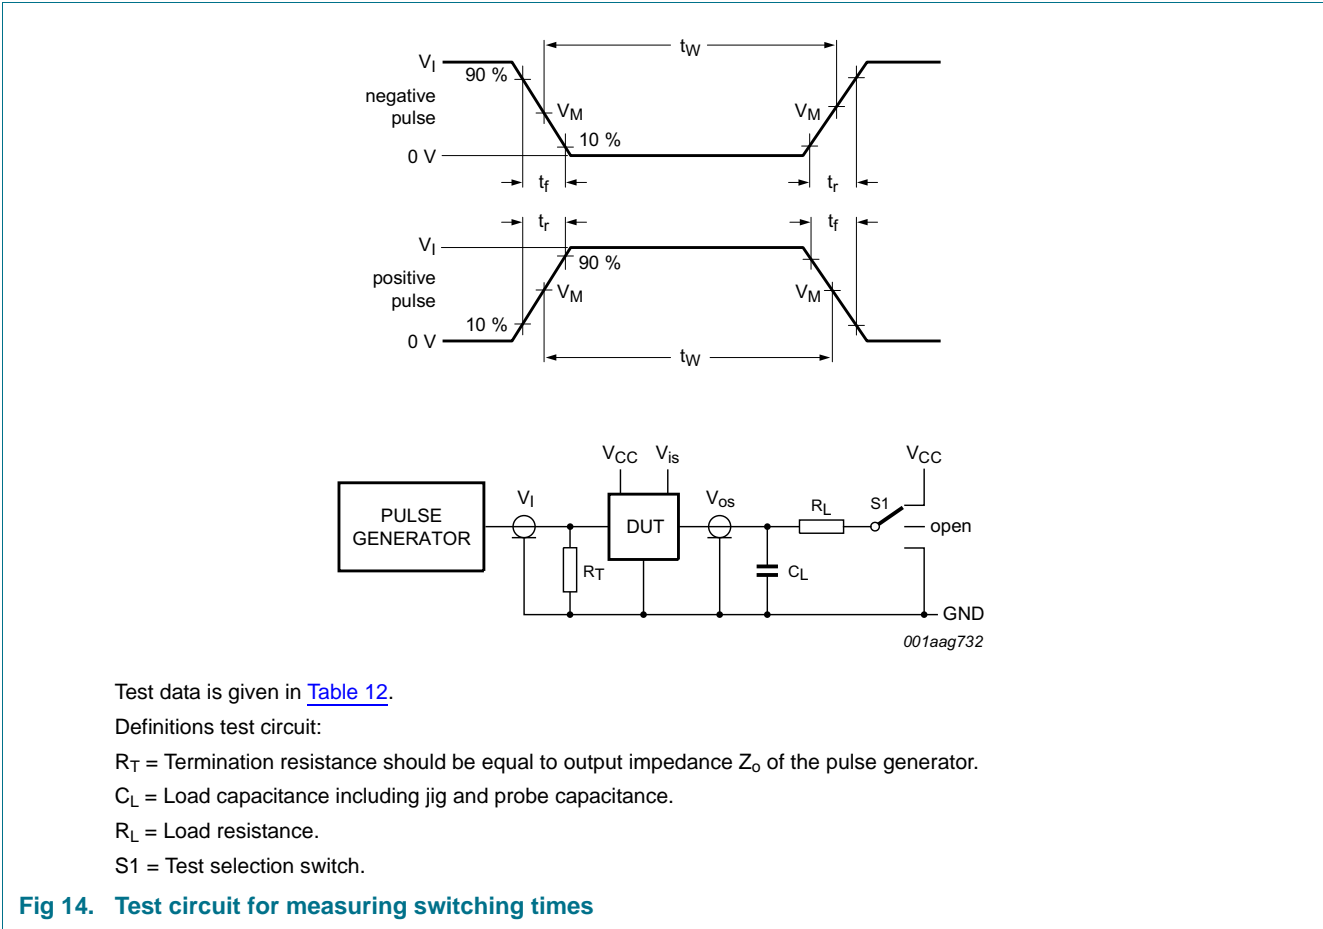 tW
VI
90 %
negative
pulse
VM
VM
10 %
0 V
tf
tr
tr
tf
VI
90 %
positive
pulse
VM
VM
10 %
0 V
tW
VCC
Vis
VCC
PULSE
GENERATOR
VI
DUT
Vos
RL
S1
open
RT
CL
GND
001aag732
Test data is given in Table 12.
Definitions test circuit:
RT = Termination resistance should be equal to output impedance Zo of the pulse generator.
CL = Load capacitance including jig and probe capacitance.
RL = Load resistance.
S1 = Test selection switch.
Fig 14. Test circuit for measuring switching times